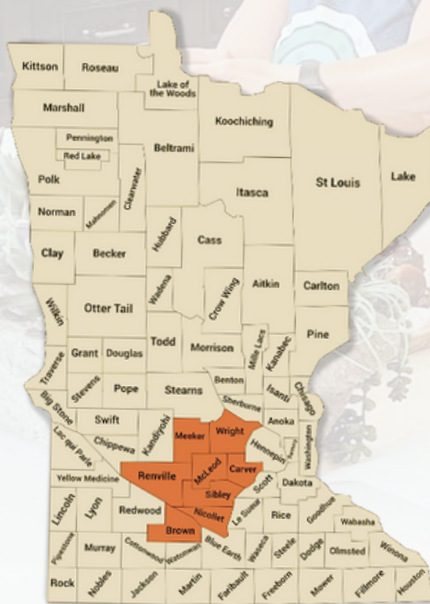 Kittson
Roseau
Lake of
the Woods
Marshall
Koochiching
Pennington
Red Lake
Beltrami
Polk
Clearwater
Itasca
St Louis
Lake
Norman
Mahnomen
Hubbard
Cass
Clay
Becker
Wadena
Crow Wing
Aitkin
Carlton
Wilkin
Otter Tail
Todd
Morrison
Mille Lacs
Kanabec
Pine
Traverse
Grant
Douglas
Stevens
Pope
Stearns
Benton
Sherburne
Isanti
Chisago
Big Stone
Swift
Kandiyohi
Meeker
Wright
Anoka
Washington
Lac qui Parle
Chippewa
Hennepin
Renville
McLeod
Carver
Yellow Medicine
Sibley
Scott
Dakota
Lincoln
Lyon
Redwood
Nicollet
Le Sueur
Rice
Goodhue
Wabasha
Brown
Pipestone
Murray
Cottonwood
Watonwan
Blue Earth
Waseca
Steele
Dodge
Olmsted
Winona
Rock
Nobles
Jackson
Martin
Faribault
Freeborn
Mower
Fillmore
Houston